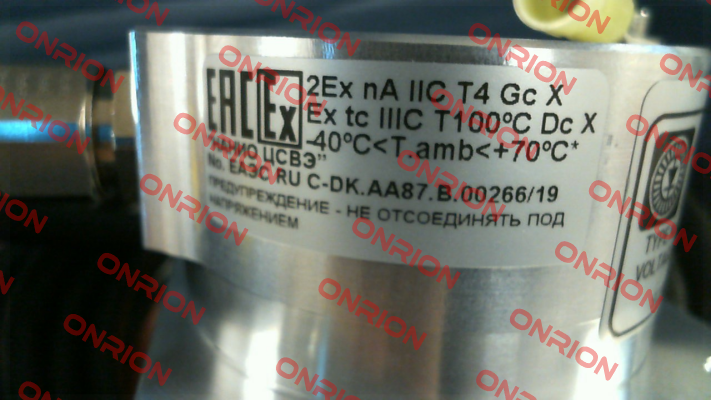 EAC Ex
2Ex nA IIC T4 Gc X
Ex tc IIIC T100ºC Dc X
-40ºC<T amb<+70ºC*
"НАНИО ЦСВЭ"
No. ЕАЭС RU C-DK.AA87.B.00266/19
ПРЕДУПРЕЖДЕНИЕ - НЕ ОТСОЕДИНЯТЬ ПОД
НАПРЯЖЕНИЕМ
ONRION